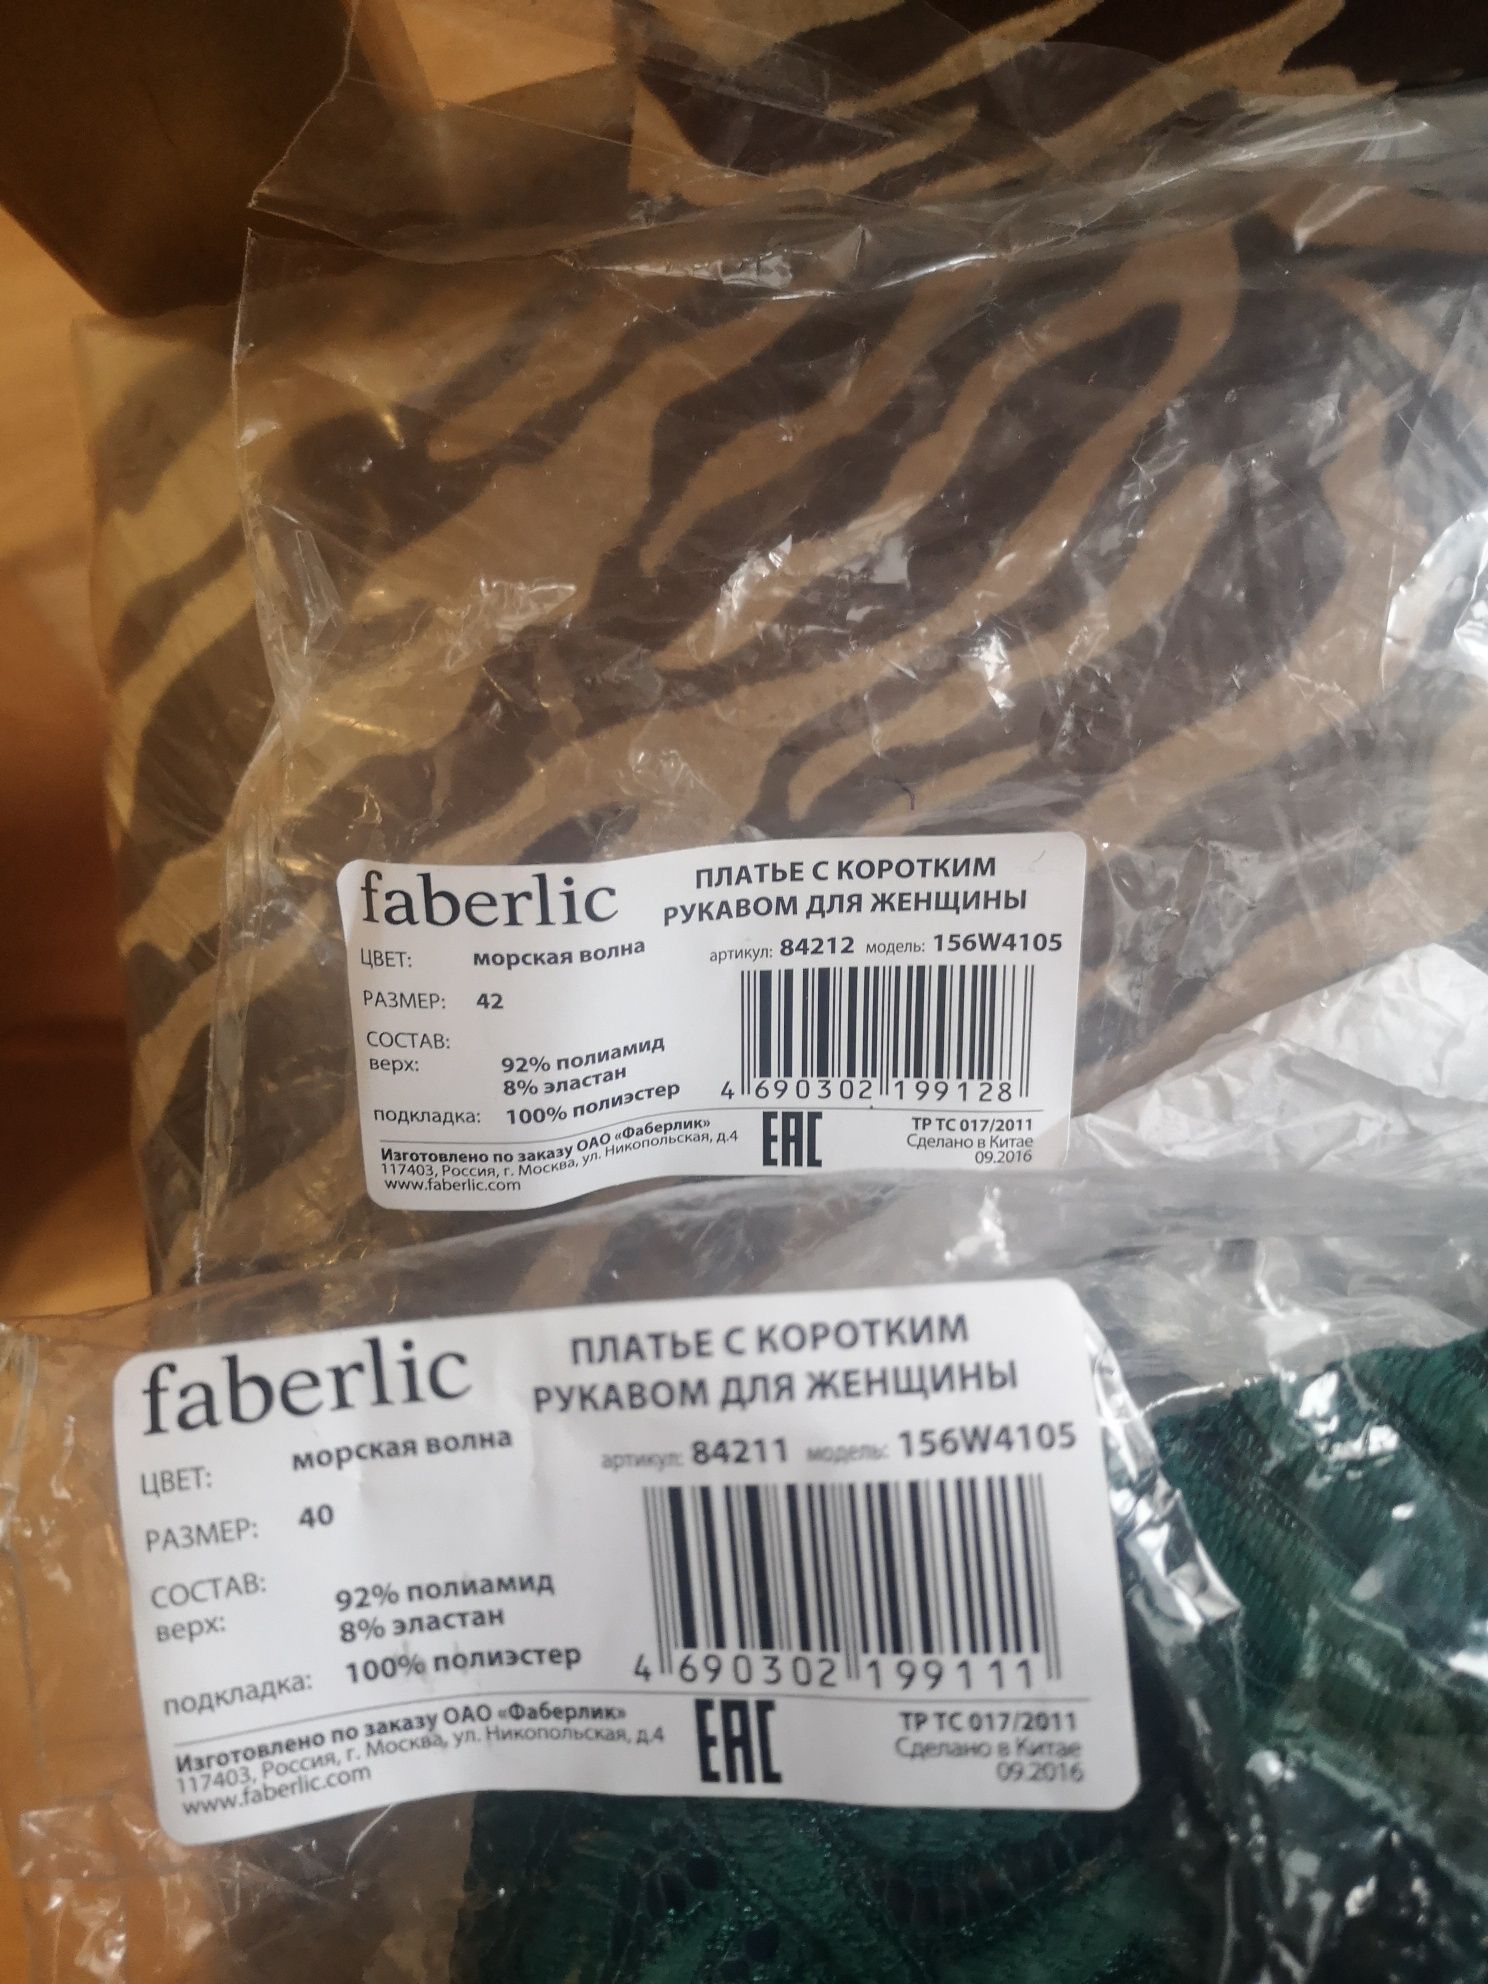 faberlic
ПЛАТЬЕ С КОРОТКИМ
РУКАВОМ ДЛЯ ЖЕНЩИНЫ
ЦВЕТ: морская волна
артикул: 84212 модель: 156W4105
РАЗМЕР: 42
СОСТАВ:
верх: 92% полиамид
8% эластан
подкладка: 100% полиэстер
4 690302 199128
Изготовлено по заказу ОАО «Фаберлик»
117403, Россия, г. Москва, ул. Никопольская, д.4
www.faberlic.com
EAC
ТР ТС 017/2011
Сделано в Китае
09.2016
faberlic
ПЛАТЬЕ С КОРОТКИМ
РУКАВОМ ДЛЯ ЖЕНЩИНЫ
ЦВЕТ: морская волна
артикул: 84211 модель: 156W4105
РАЗМЕР: 40
СОСТАВ:
верх: 92% полиамид
8% эластан
подкладка: 100% полиэстер
4 690302 199111
Изготовлено по заказу ОАО «Фаберлик»
117403, Россия, г. Москва, ул. Никопольская, д.4
www.faberlic.com
EAC
ТР ТС 017/2011
Сделано в Китае
09.2016